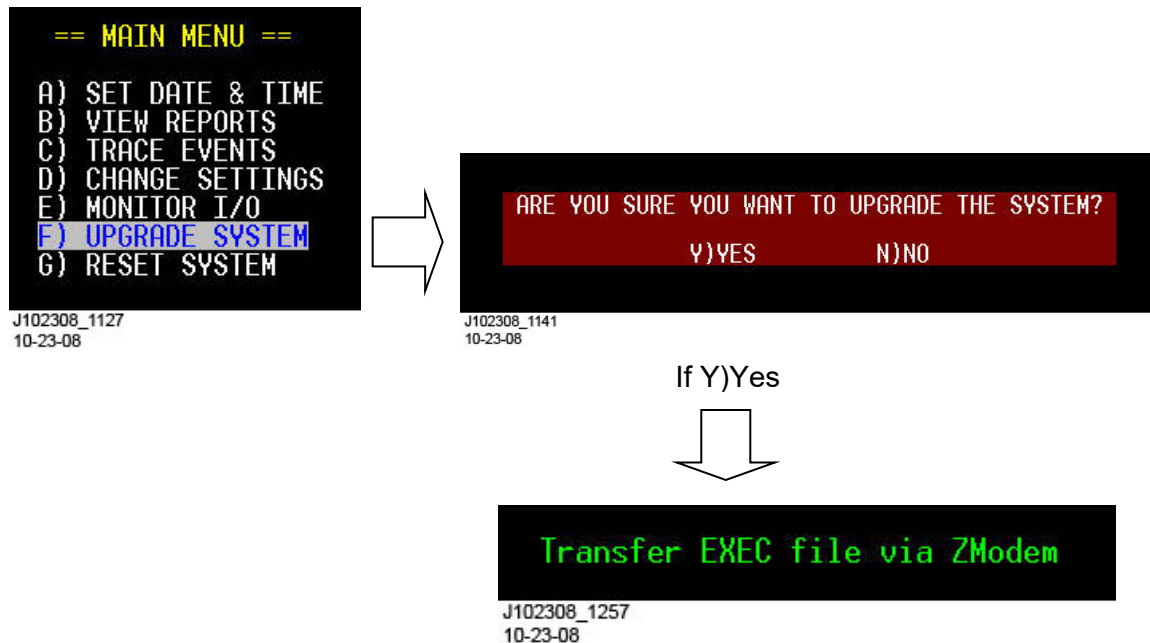 == MAIN MENU ==
A) SET DATE & TIME
B) VIEW REPORTS
C) TRACE EVENTS
D) CHANGE SETTINGS
E) MONITOR I/O
F) UPGRADE SYSTEM
G) RESET SYSTEM
J102308_1127
10-23-08
ARE YOU SURE YOU WANT TO UPGRADE THE SYSTEM?
Y)YES N)NO
J102308_1141
10-23-08
If Y)Yes
Transfer EXEC file via ZModem
J102308_1257
10-23-08